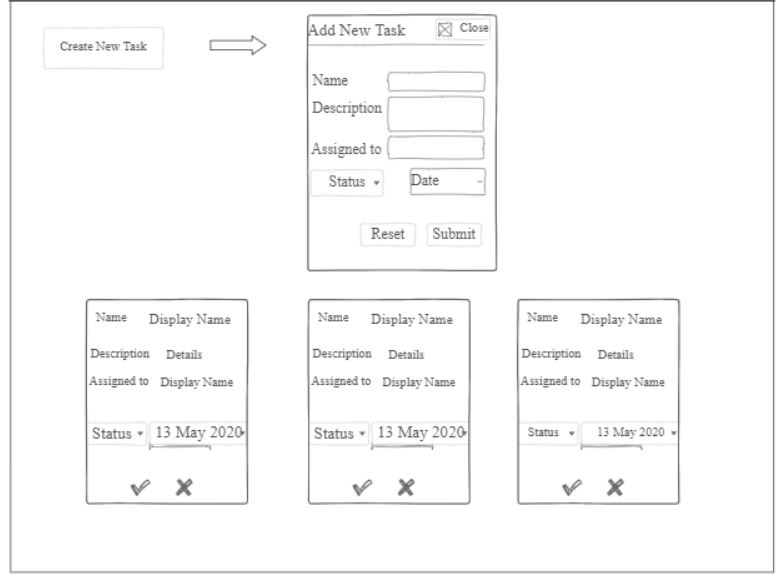 Create New Task
Add New Task Close
Name
Description
Assigned to
Status Date
Reset Submit
Name Display Name
Description Details
Assigned to Display Name
Status 13 May 2020
Name Display Name
Description Details
Assigned to Display Name
Status 13 May 2020
Name Display Name
Description Details
Assigned to Display Name
Status 13 May 2020